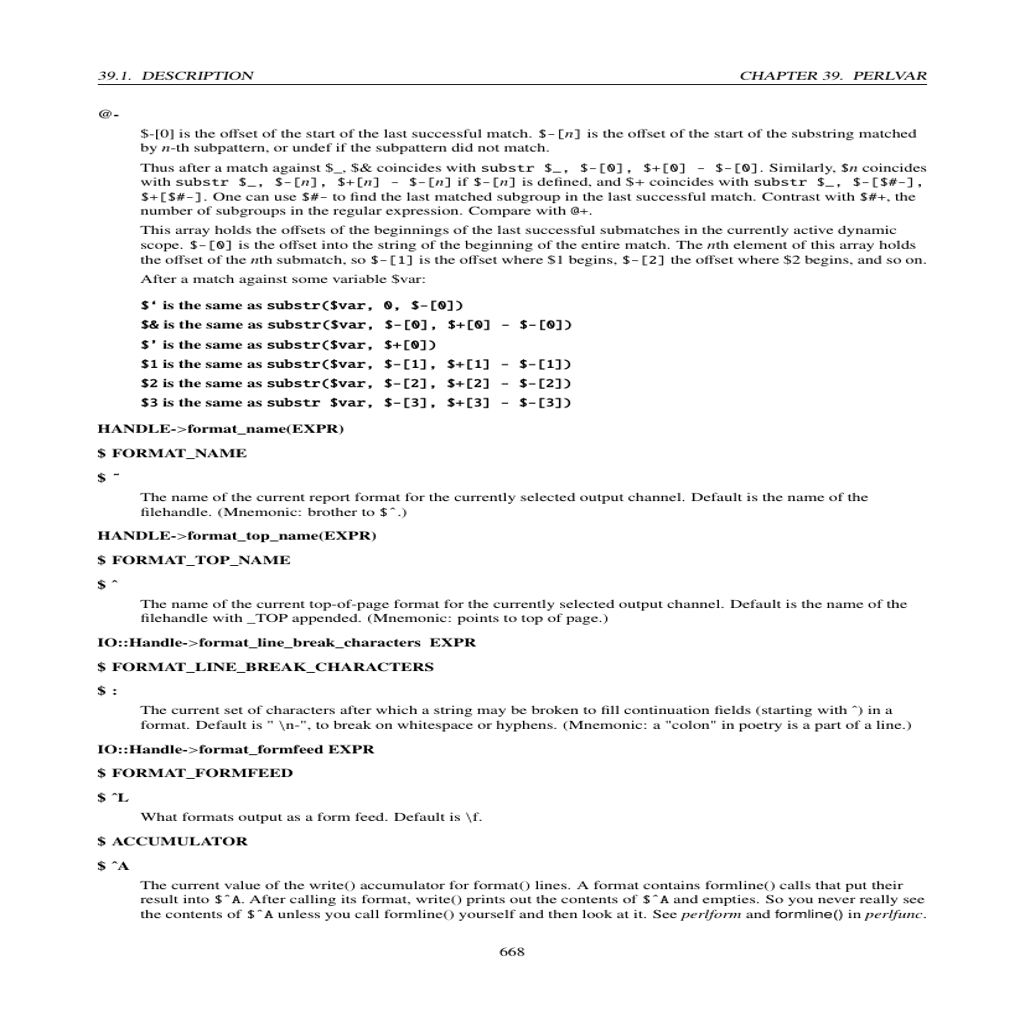 39.1. DESCRIPTION CHAPTER 39. PERLVAR
@-
$-[0] is the offset of the start of the last successful match. $-[n] is the offset of the start of the substring matched
by n-th subpattern, or undef if the subpattern did not match.
Thus after a match against $_, $& coincides with substr $_, $-[0], $+[0] - $-[0]. Similarly, $n coincides
with substr $_, $-[n], $+[n] - $-[n] if $-[n] is defined, and $+ coincides with substr $_, $-[$#-],
$+[$#-]. One can use $#- to find the last matched subgroup in the last successful match. Contrast with $#+, the
number of subgroups in the regular expression. Compare with @+.
This array holds the offsets of the beginnings of the last successful submatches in the currently active dynamic
scope. $-[0] is the offset into the string of the beginning of the entire match. The nth element of this array holds
the offset of the nth submatch, so $-[1] is the offset where $1 begins, $-[2] the offset where $2 begins, and so on.
After a match against some variable $var:
$‘ is the same as substr($var, 0, $-[0])
$& is the same as substr($var, $-[0], $+[0] - $-[0])
$' is the same as substr($var, $+[0])
$1 is the same as substr($var, $-[1], $+[1] - $-[1])
$2 is the same as substr($var, $-[2], $+[2] - $-[2])
$3 is the same as substr $var, $-[3], $+[3] - $-[3])
HANDLE->format_name(EXPR)
$ FORMAT_NAME
$ ˜
The name of the current report format for the currently selected output channel. Default is the name of the
filehandle. (Mnemonic: brother to $ˆ.)
HANDLE->format_top_name(EXPR)
$ FORMAT_TOP_NAME
$ ˆ
The name of the current top-of-page format for the currently selected output channel. Default is the name of the
filehandle with _TOP appended. (Mnemonic: points to top of page.)
IO::Handle->format_line_break_characters EXPR
$ FORMAT_LINE_BREAK_CHARACTERS
$ :
The current set of characters after which a string may be broken to fill continuation fields (starting with ˆ) in a
format. Default is " \n-", to break on whitespace or hyphens. (Mnemonic: a "colon" in poetry is a part of a line.)
IO::Handle->format_formfeed EXPR
$ FORMAT_FORMFEED
$ ˆL
What formats output as a form feed. Default is \f.
$ ACCUMULATOR
$ ˆA
The current value of the write() accumulator for format() lines. A format contains formline() calls that put their
result into $ˆA. After calling its format, write() prints out the contents of $ˆA and empties. So you never really see
the contents of $ˆA unless you call formline() yourself and then look at it. See perlform and formline() in perlfunc.
668